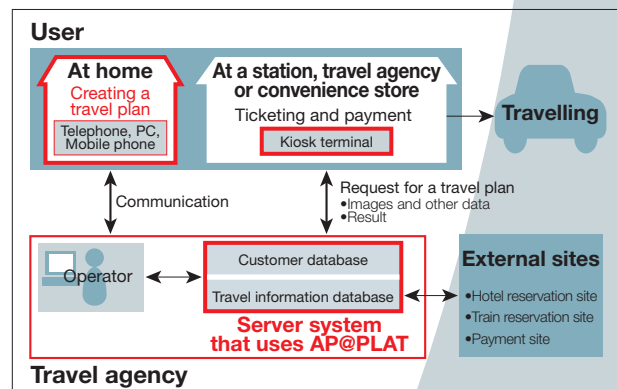 User
At home
Creating a
travel plan
Telephone, PC,
Mobile phone
At a station, travel agency
or convenience store
Ticketing and payment
Kiosk terminal
Travelling
Communication
Request for a travel plan
•Images and other data
•Result
Operator
Customer database
Travel information database
Server system
that uses AP@PLAT
External sites
•Hotel reservation site
•Train reservation site
•Payment site
Travel agency